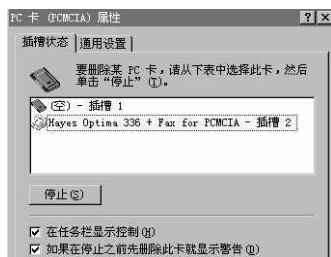 PC 卡 (PCMCIA) 属性
插槽状态 通用设置
要删除某 PC 卡，请从下表中选择此卡，然后
单击“停止”(T)。
(空) - 插槽 1
Hayes Optima 336 + Fax for PCMCIA - 插槽 2
停止(S)
在任务栏显示控制(H)
如果在停止之前先删除此卡就显示警告(D)